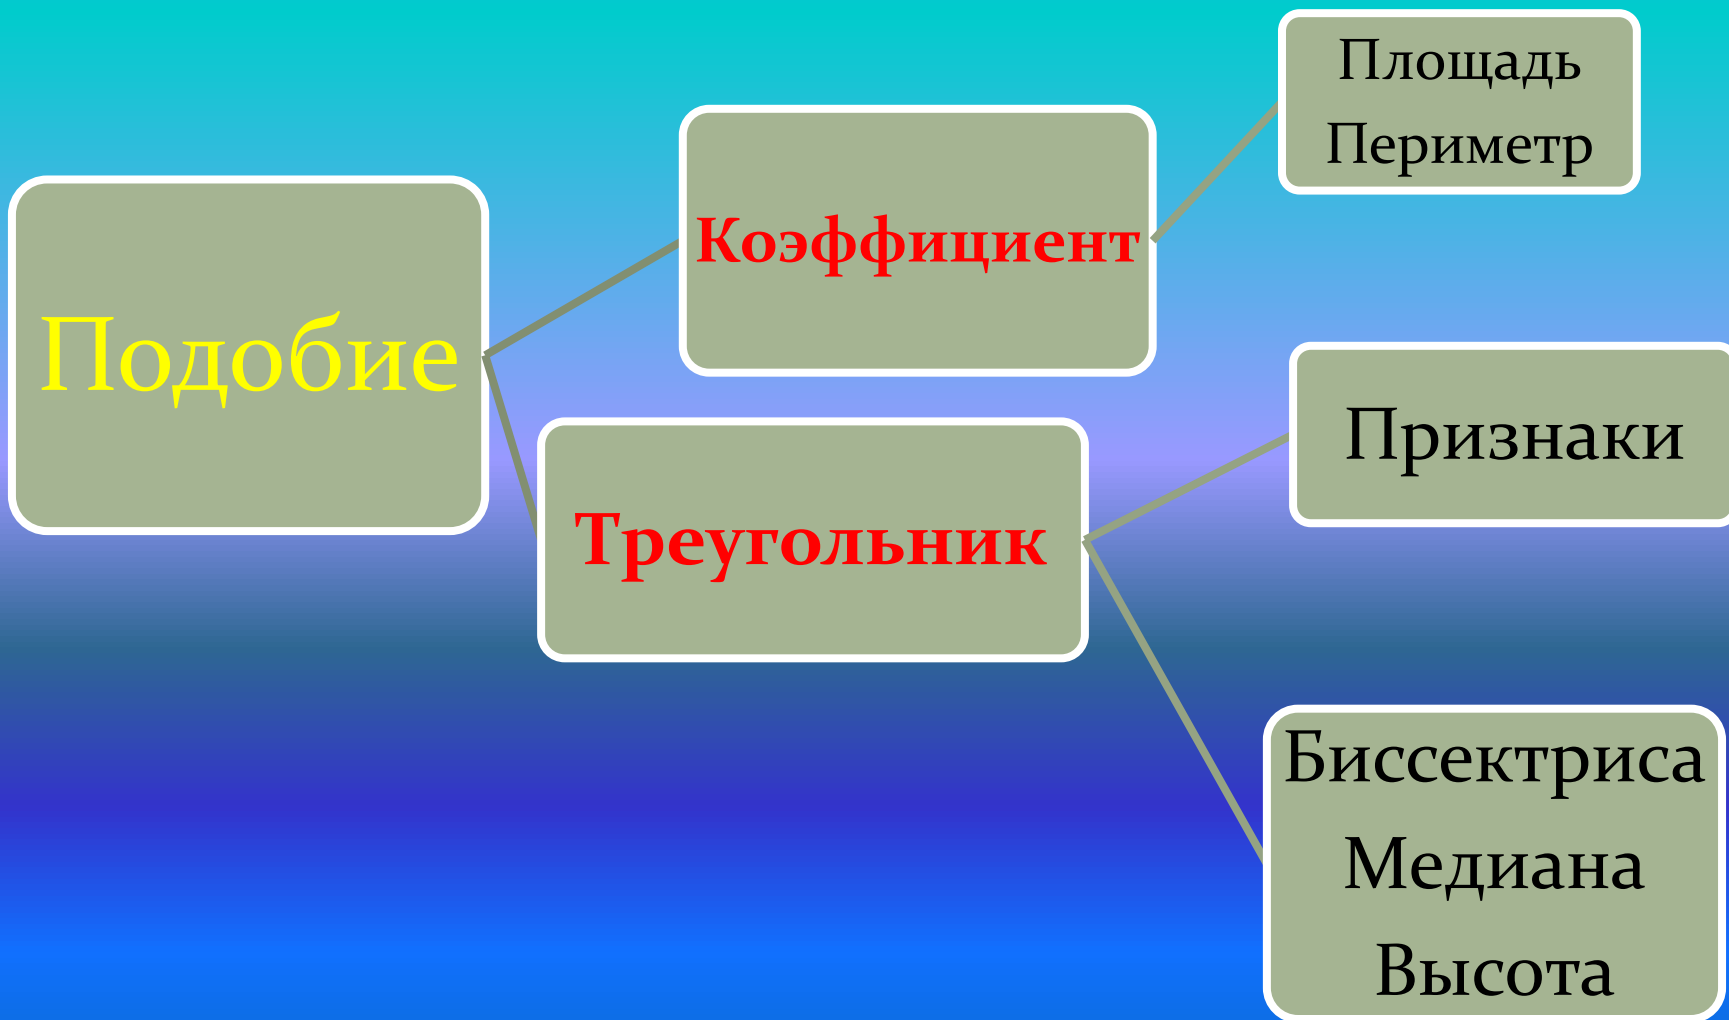 Подобие
Коэффициент
Площадь
Периметр
Треугольник
Признаки
Биссектриса
Медиана
Высота